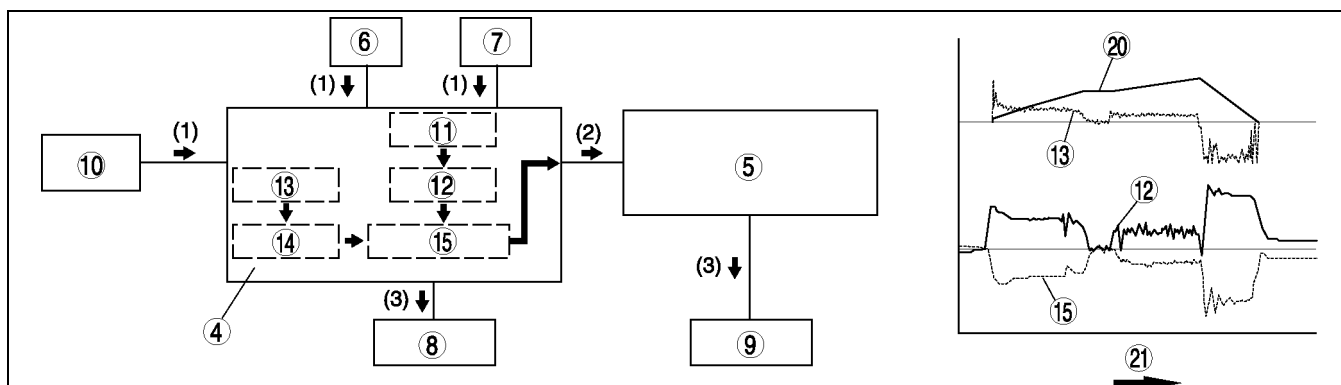 ⑥ ⑦ ⑳
(1) (1)
⑪ ⑬
(1) (2)
⑩ ⑤
⑬ ⑫ ⑫
⑭ ⑮
(3) (3)
⑮
④ ⑧ ⑨
㉑